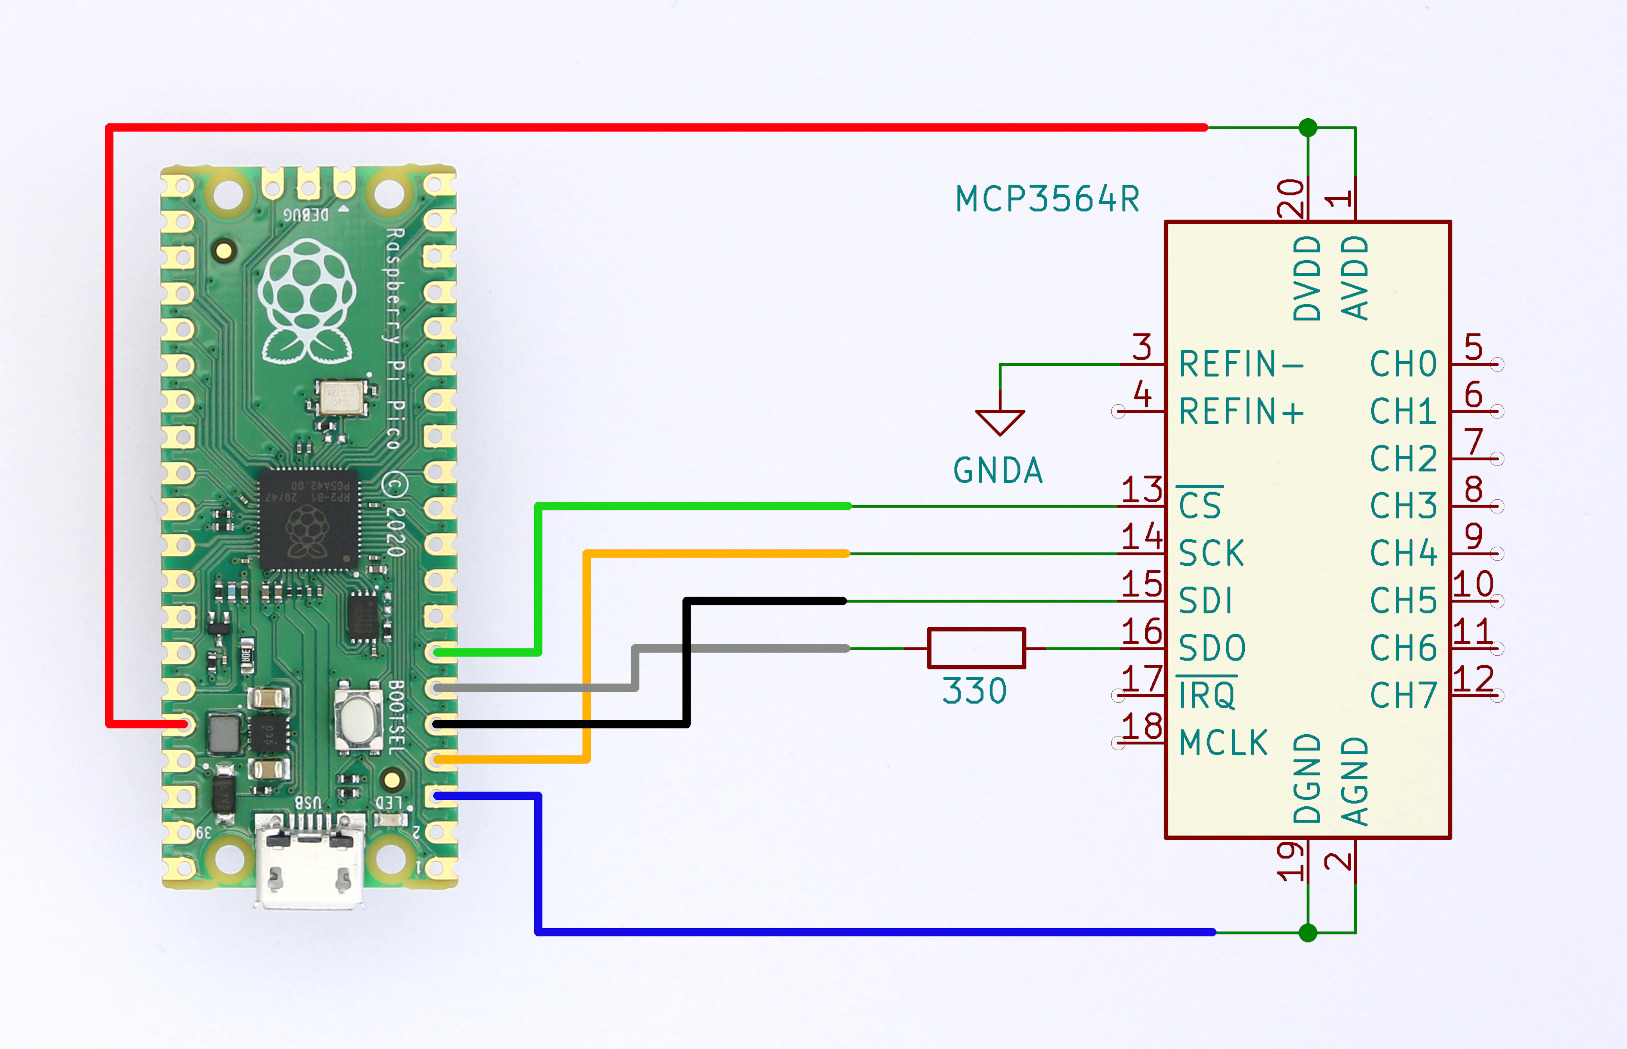 DEBUG
Raspberry Pi Pico © 2020
RP2-B1 20/47
P65A42.00
BOOTSEL
LED
USB
39
2
1
MCP3564R
20
1
DVDD
AVDD
3
REFIN-
4
REFIN+
GNDA
13
CS
14
SCK
15
SDI
16
SDO
330
17
IRQ
18
MCLK
CH0
5
CH1
6
CH2
7
CH3
8
CH4
9
CH5
10
CH6
11
CH7
12
DGND
AGND
19
2